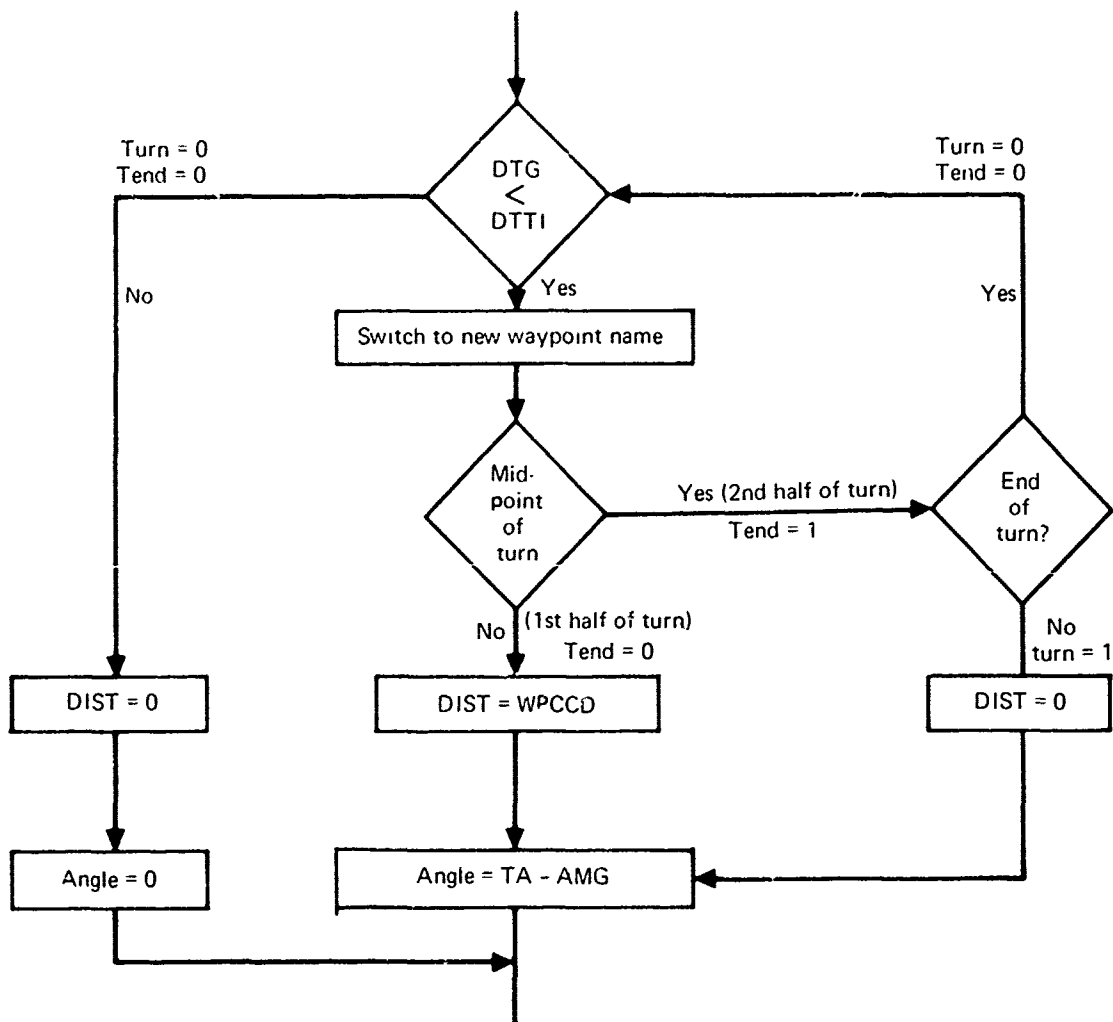 Turn = 0
Tend = 0
DTG
<
DTTI
Turn = 0
Tend = 0
No
Yes
Yes
Switch to new waypoint name
Mid-
point
of
turn
Yes (2nd half of turn)
Tend = 1
End
of
turn?
No
(1st half of turn)
Tend = 0
No
turn = 1
DIST = 0
DIST = WPCCD
DIST = 0
Angle = 0
Angle = TA - AMG